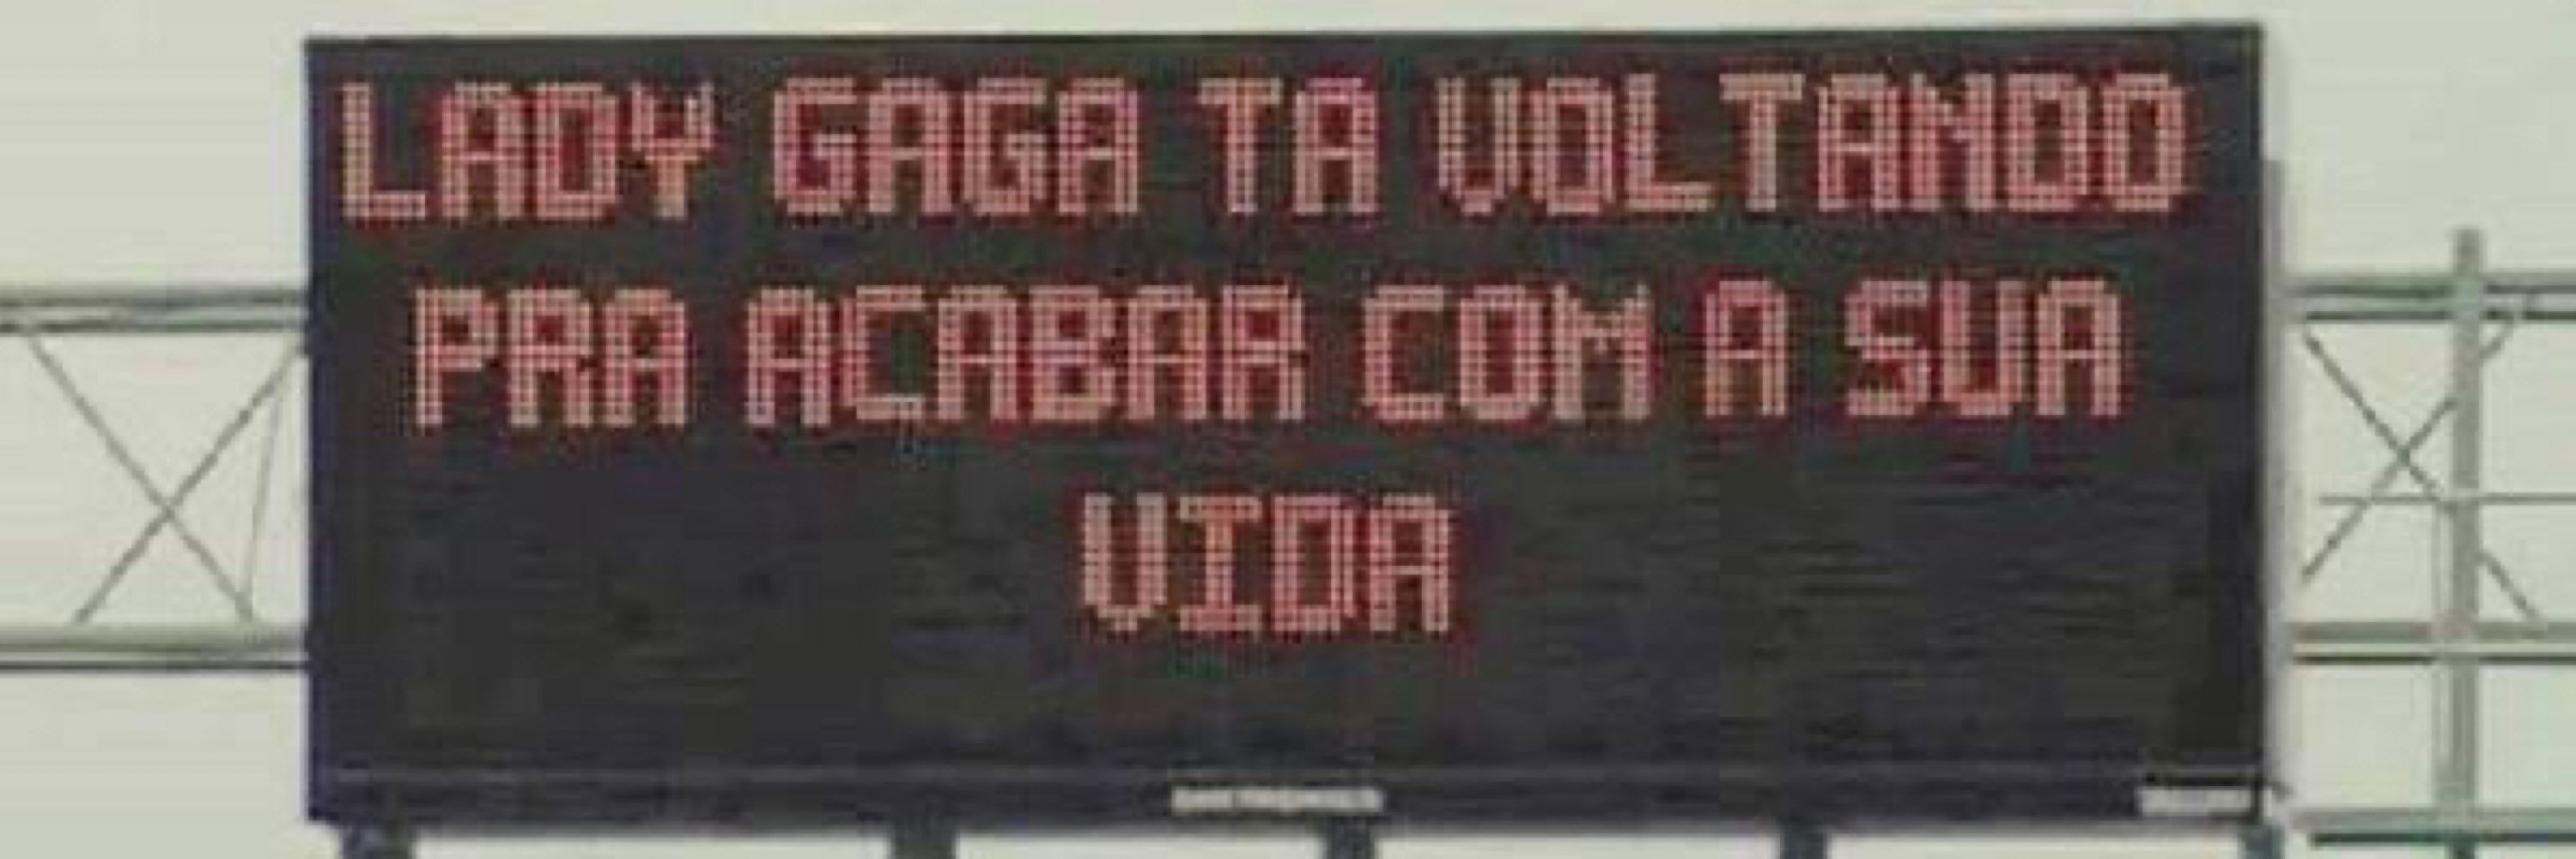 LADY GAGA TA VOLTANDO
PRA ACABAR COM A SUA
VIDA